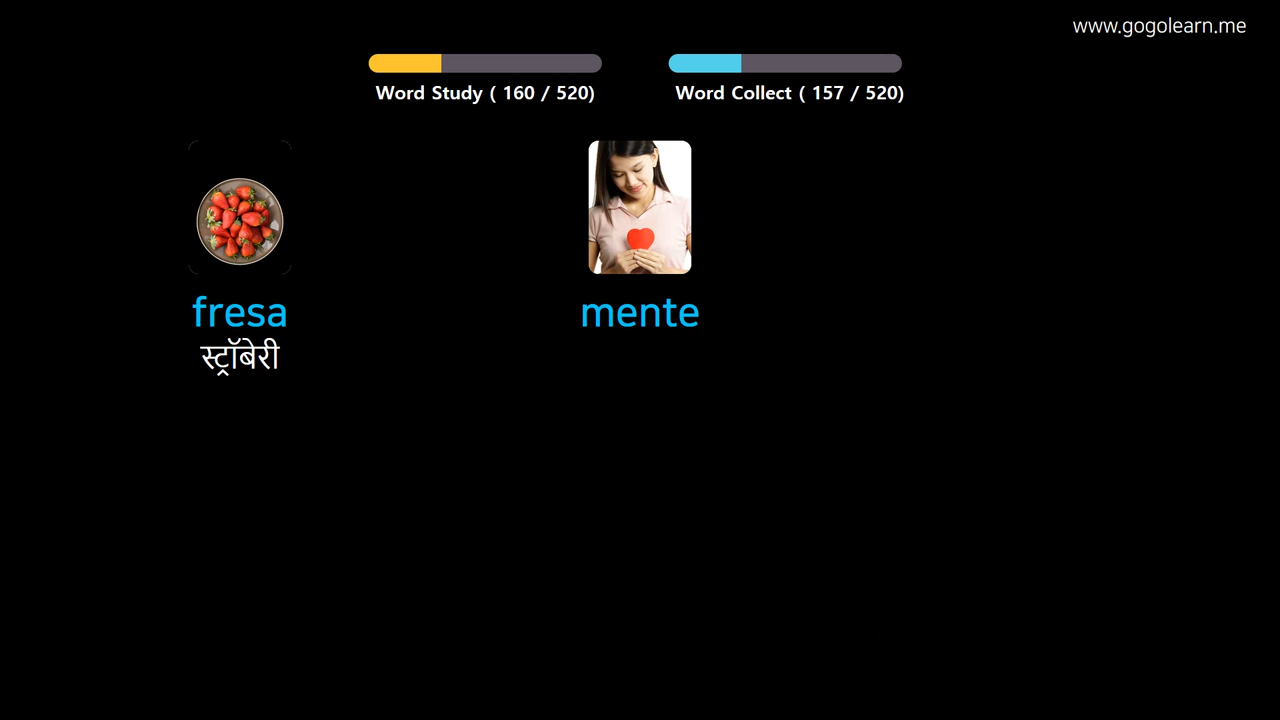 www.gogolearn.me
Word Study ( 160 / 520)
Word Collect ( 157 / 520)
fresa
स्ट्रॉबेरी
mente